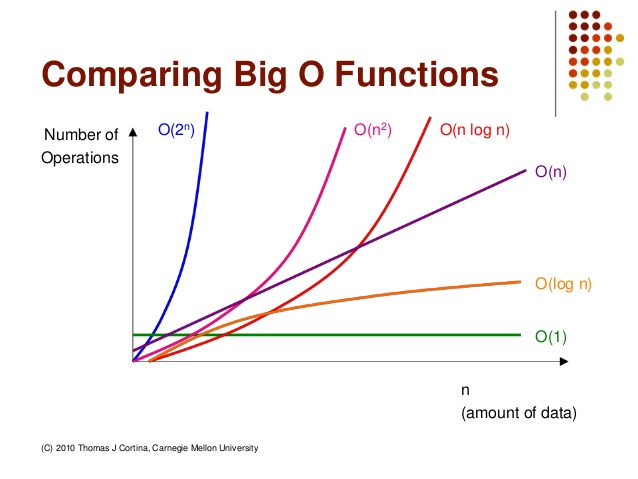 Comparing Big O Functions
Number of
Operations
O(2ⁿ)
O(n²)
O(n log n)
O(n)
O(log n)
O(1)
n
(amount of data)
(C) 2010 Thomas J Cortina, Carnegie Mellon University